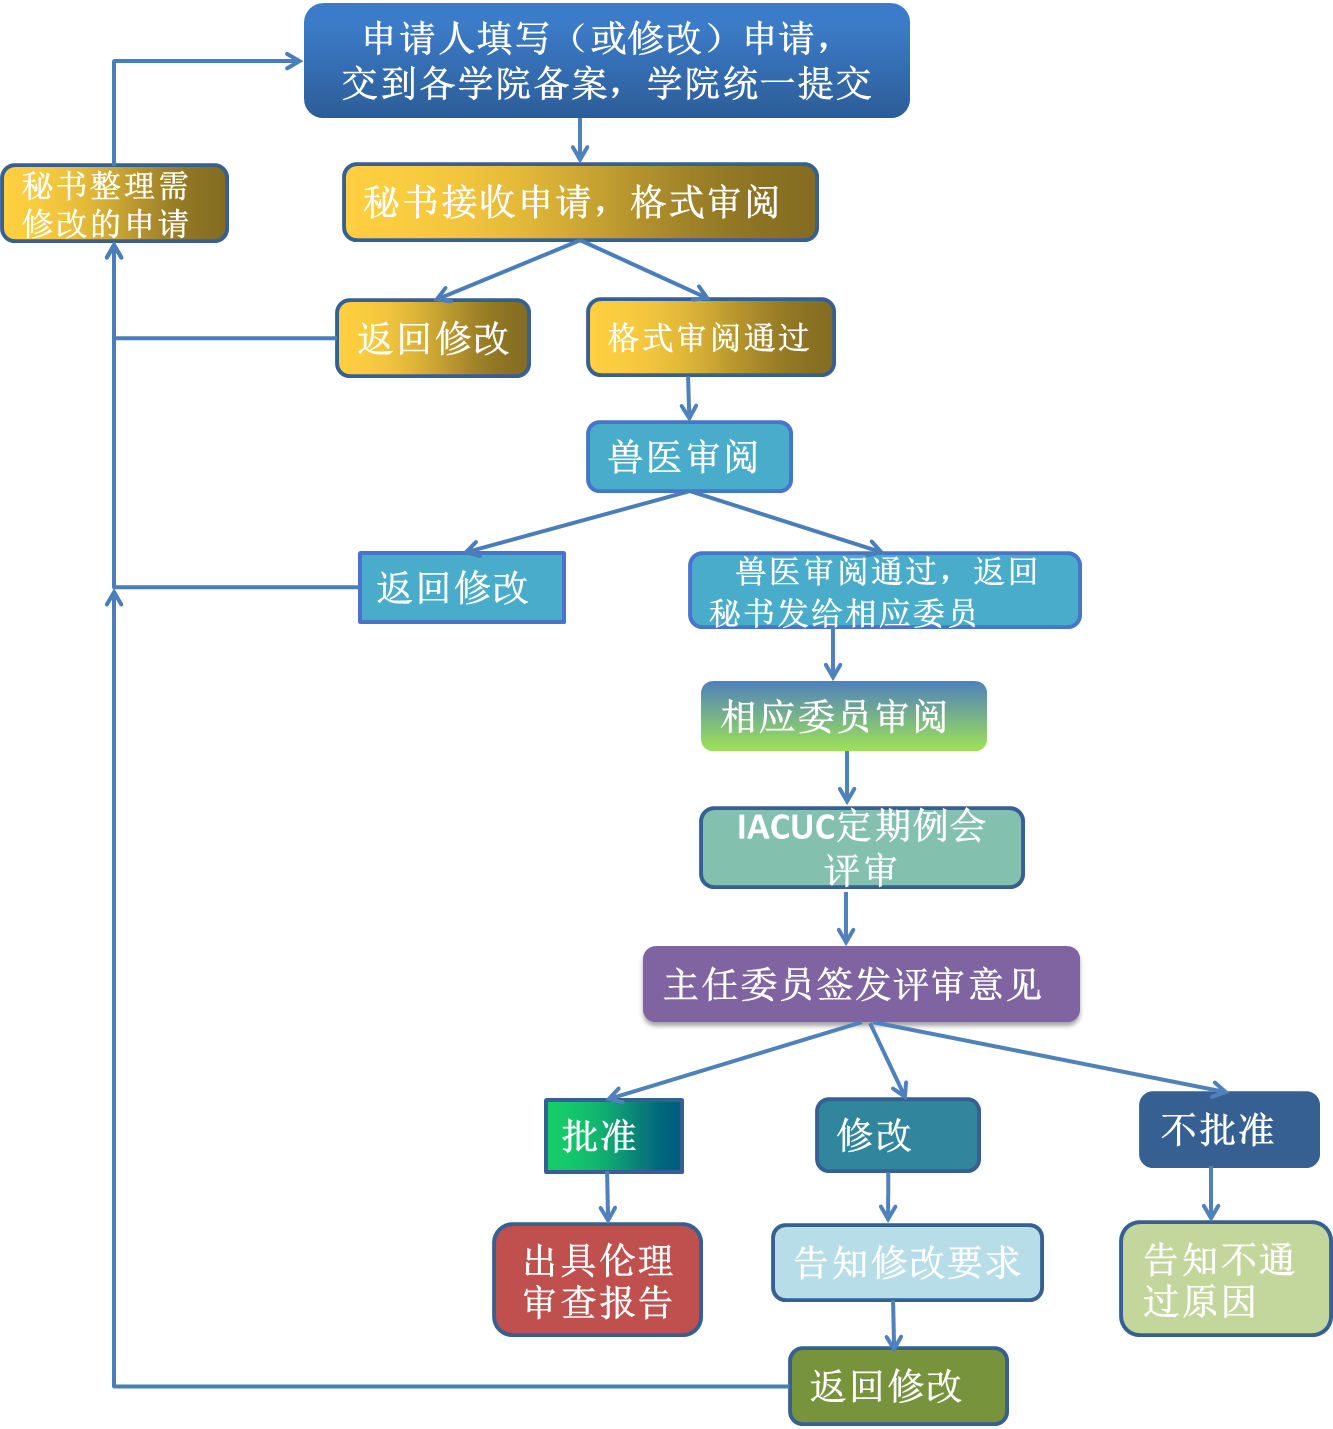 申请人填写（或修改）申请，
交到各学院备案，学院统一提交
秘书整理需
修改的申请
秘书接收申请，格式审阅
返回修改
格式审阅通过
兽医审阅
返回修改
兽医审阅通过，返回
秘书发给相应委员
相应委员审阅
IACUC定期例会
评审
主任委员签发评审意见
批准
修改
不批准
出具伦理
审查报告
告知修改要求
告知不通
过原因
返回修改